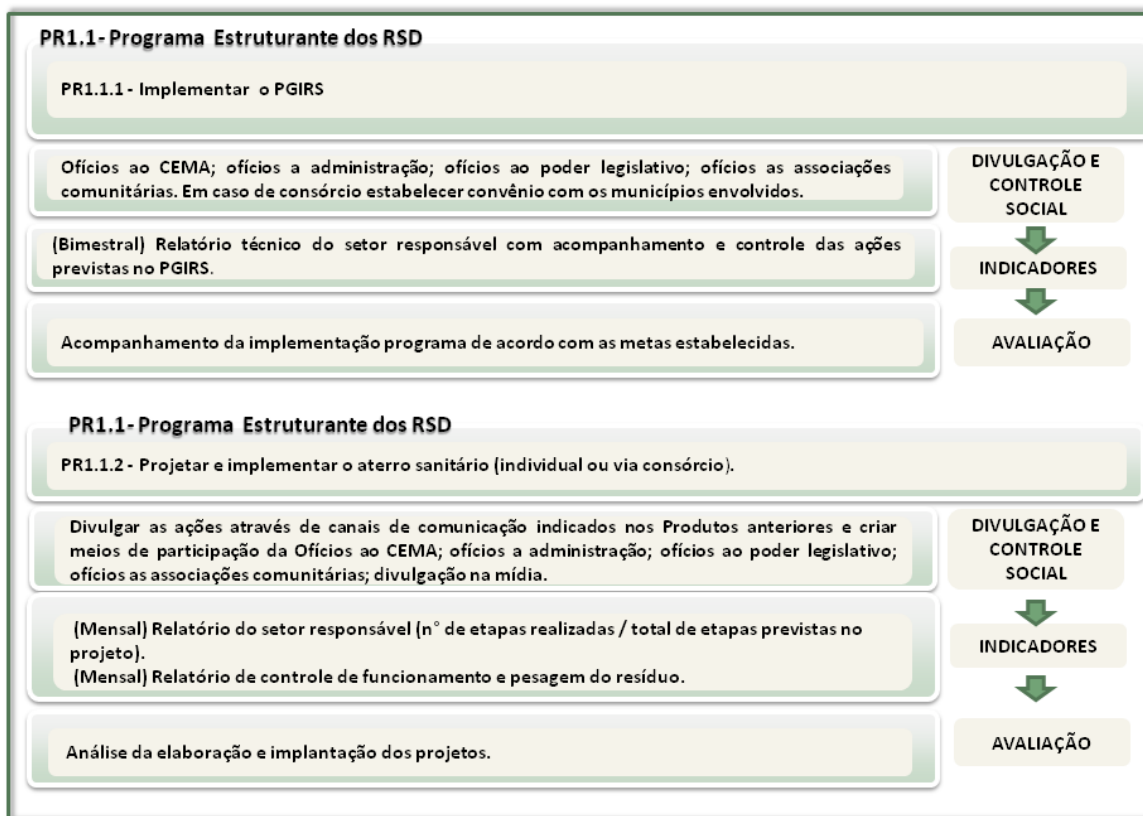 PR1.1- Programa Estruturante dos RSD
PR1.1.1 - Implementar o PGIRS
Ofícios ao CEMA; ofícios a administração; ofícios ao poder legislativo; ofícios as associações
comunitárias. Em caso de consórcio estabelecer convênio com os municípios envolvidos.
DIVULGAÇÃO E
CONTROLE
SOCIAL
(Bimestral) Relatório técnico do setor responsável com acompanhamento e controle das ações
previstas no PGIRS.
INDICADORES
Acompanhamento da implementação programa de acordo com as metas estabelecidas.
AVALIAÇÃO
PR1.1- Programa Estruturante dos RSD
PR1.1.2 - Projetar e implementar o aterro sanitário (individual ou via consórcio).
Divulgar as ações através de canais de comunicação indicados nos Produtos anteriores e criar
meios de participação da Ofícios ao CEMA; ofícios a administração; ofícios ao poder legislativo;
ofícios as associações comunitárias; divulgação na mídia.
DIVULGAÇÃO E
CONTROLE
SOCIAL
(Mensal) Relatório do setor responsável (n° de etapas realizadas / total de etapas previstas no
projeto).
(Mensal) Relatório de controle de funcionamento e pesagem do resíduo.
INDICADORES
Análise da elaboração e implantação dos projetos.
AVALIAÇÃO